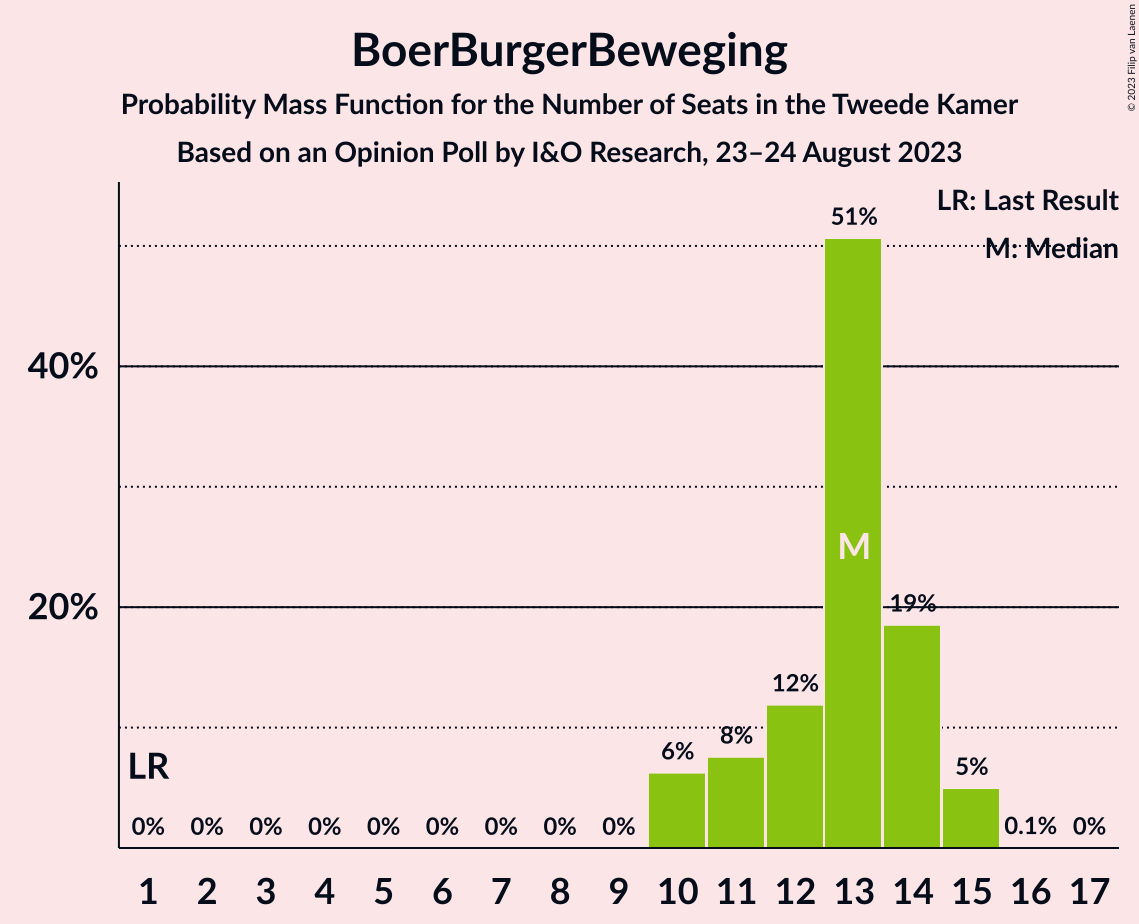 BoerBurgerBeweging
Probability Mass Function for the Number of Seats in the Tweede Kamer
Based on an Opinion Poll by I&O Research, 23–24 August 2023
© 2023 Filip van Laenen
LR: Last Result
M: Median
51%
40%
M
20%
19%
12%
8%
6%
5%
LR
0% 0% 0% 0% 0% 0% 0% 0% 0% 0.1% 0%
1 2 3 4 5 6 7 8 9 10 11 12 13 14 15 16 17